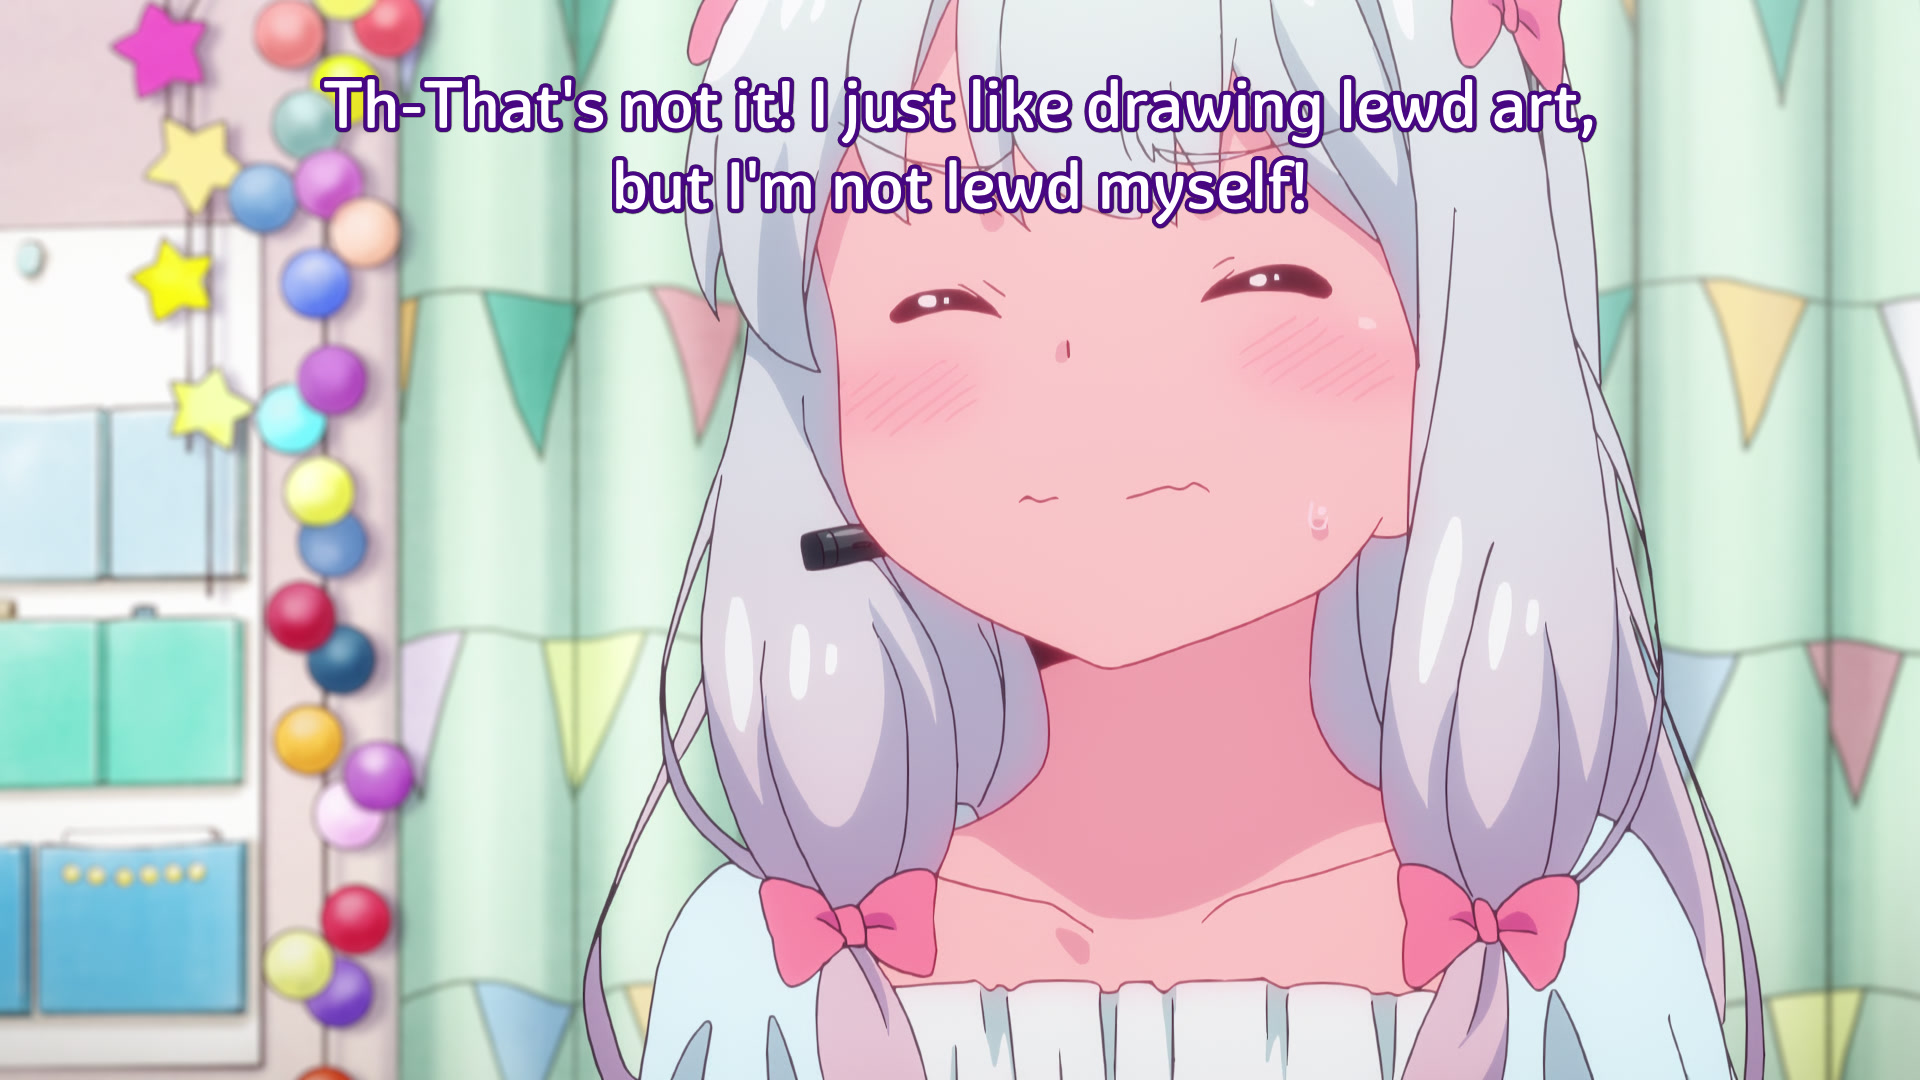 Th-That's not it! I just like drawing lewd art,
but I'm not lewd myself!